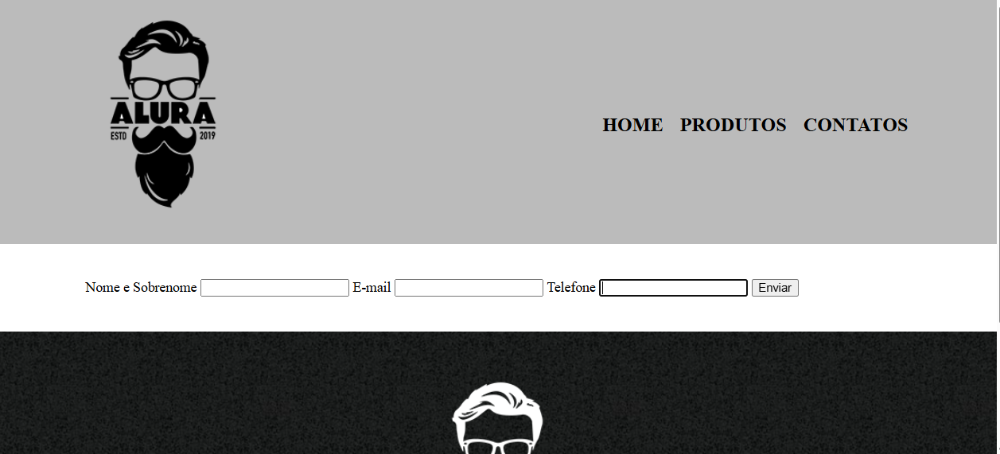 ALURA
ESTD 2019
HOME PRODUTOS CONTATOS
Nome e Sobrenome E-mail Telefone Enviar